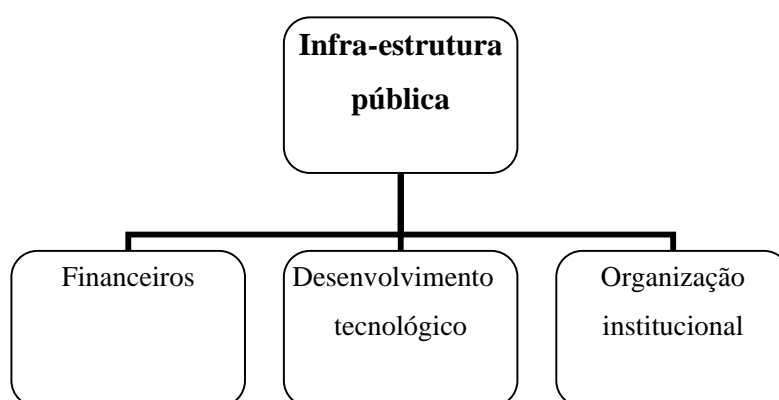 Infra-estrutura
pública
Financeiros
Desenvolvimento
tecnológico
Organização
institucional